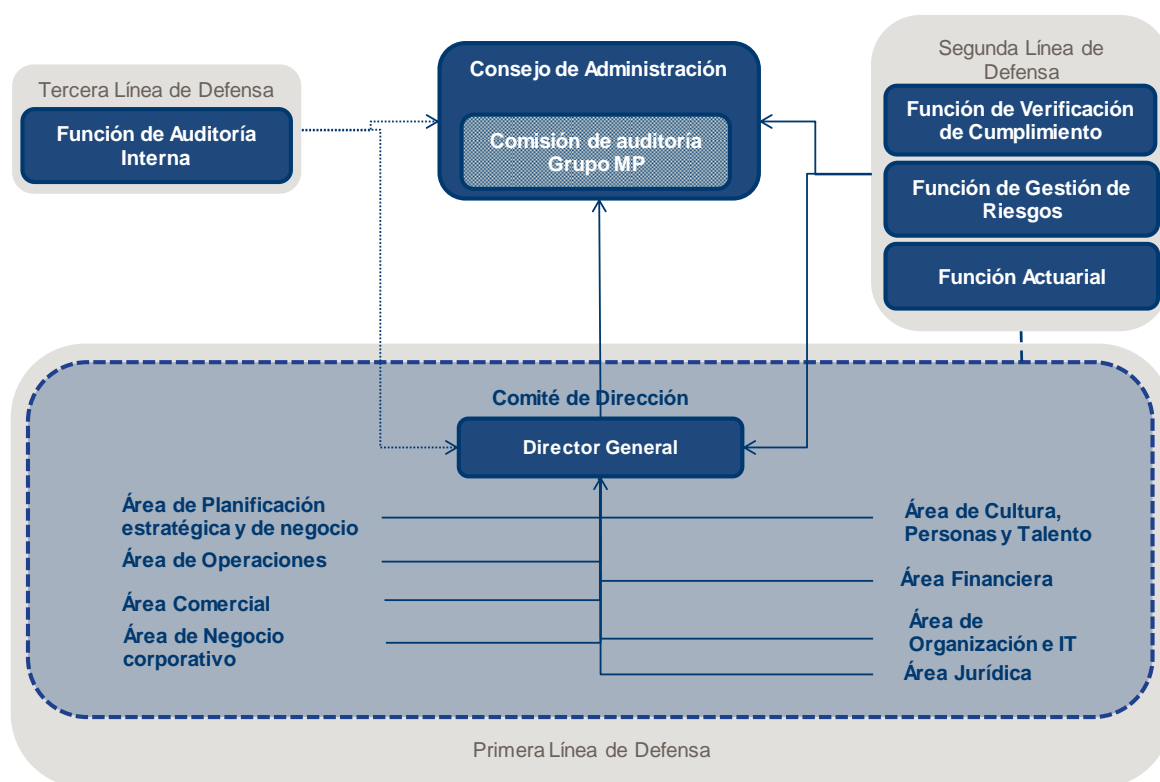 Tercera Línea de Defensa
Función de Auditoría
Interna
Consejo de Administración
Comisión de auditoría
Grupo MP
Segunda Línea de
Defensa
Función de Verificación
de Cumplimiento
Función de Gestión de
Riesgos
Función Actuarial
Comité de Dirección
Director General
Área de Planificación
estratégica y de negocio
Área de Operaciones
Área Comercial
Área de Negocio
corporativo
Área de Cultura,
Personas y Talento
Área Financiera
Área de
Organización e IT
Área Jurídica
Primera Línea de Defensa